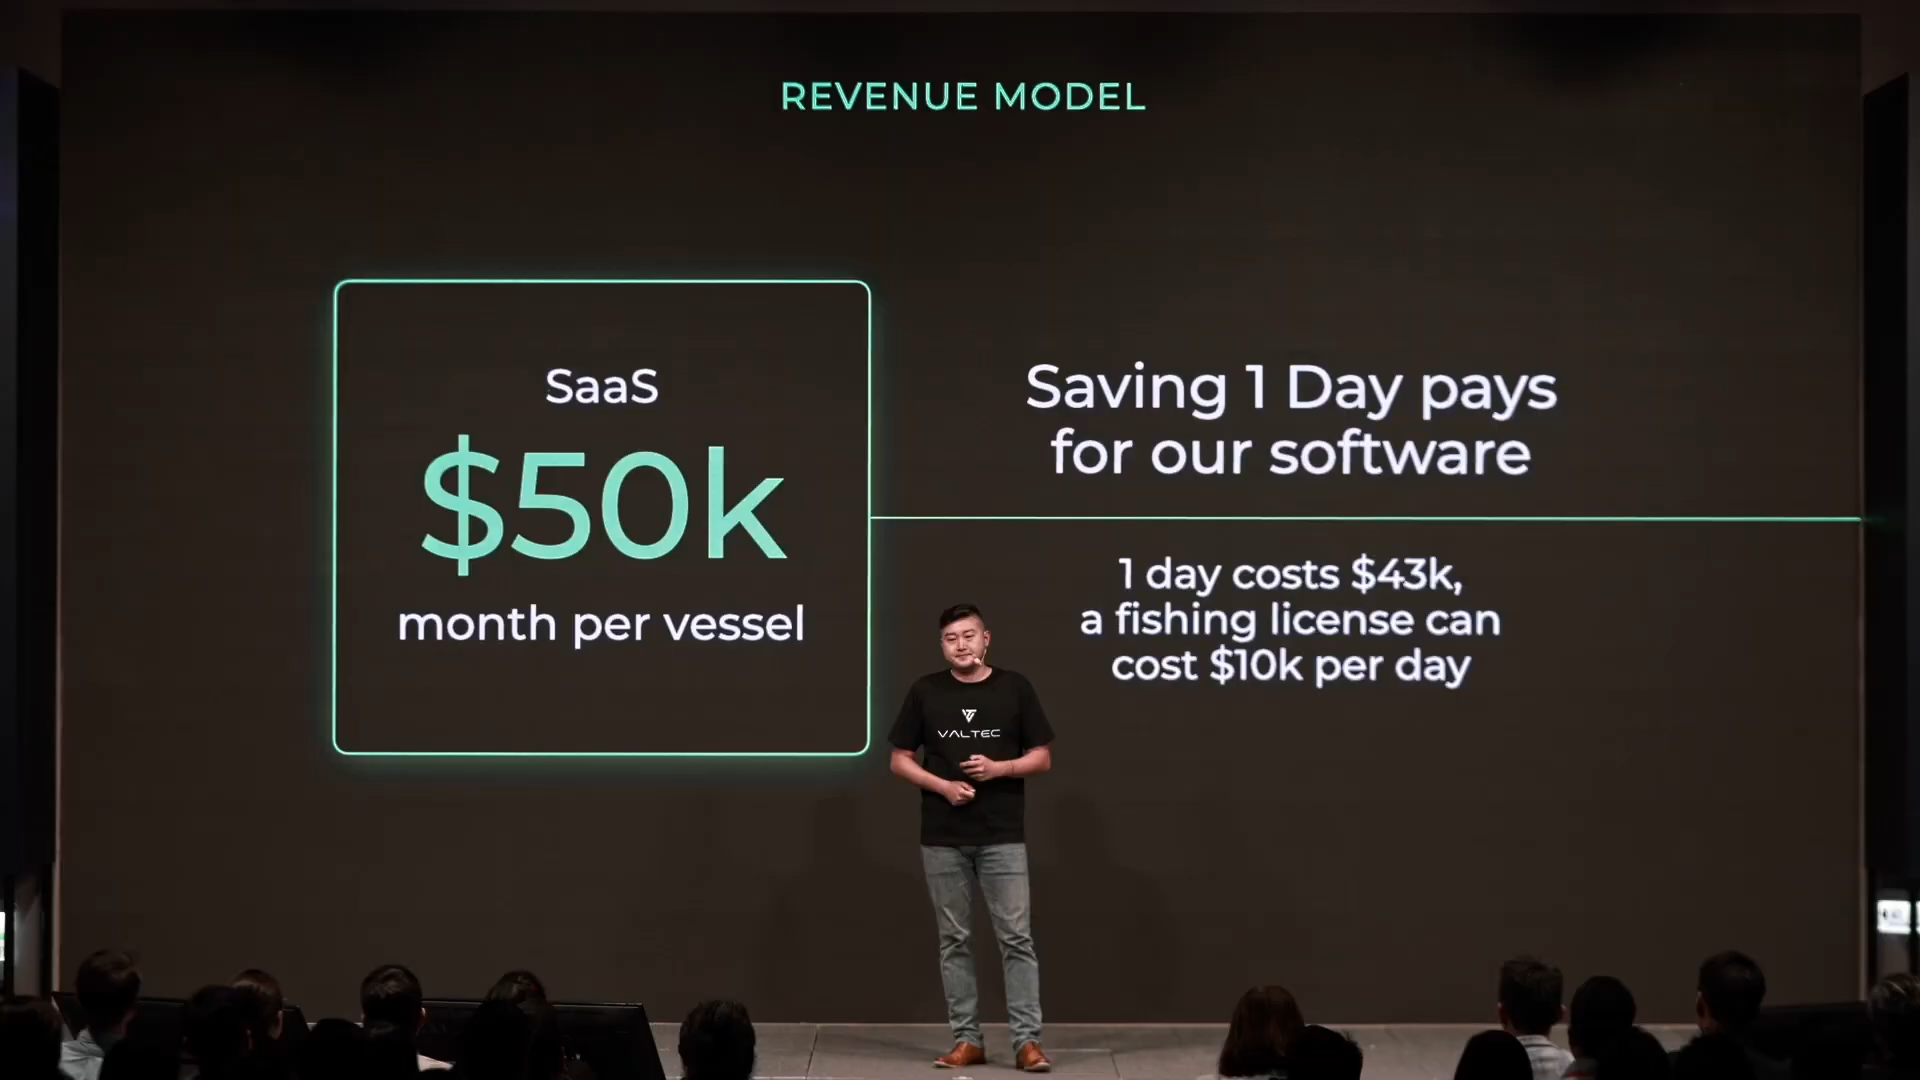 REVENUE MODEL
SaaS
$50k
month per vessel
Saving 1 Day pays
for our software
1 day costs $43k,
a fishing license can
cost $10k per day
VALTEC